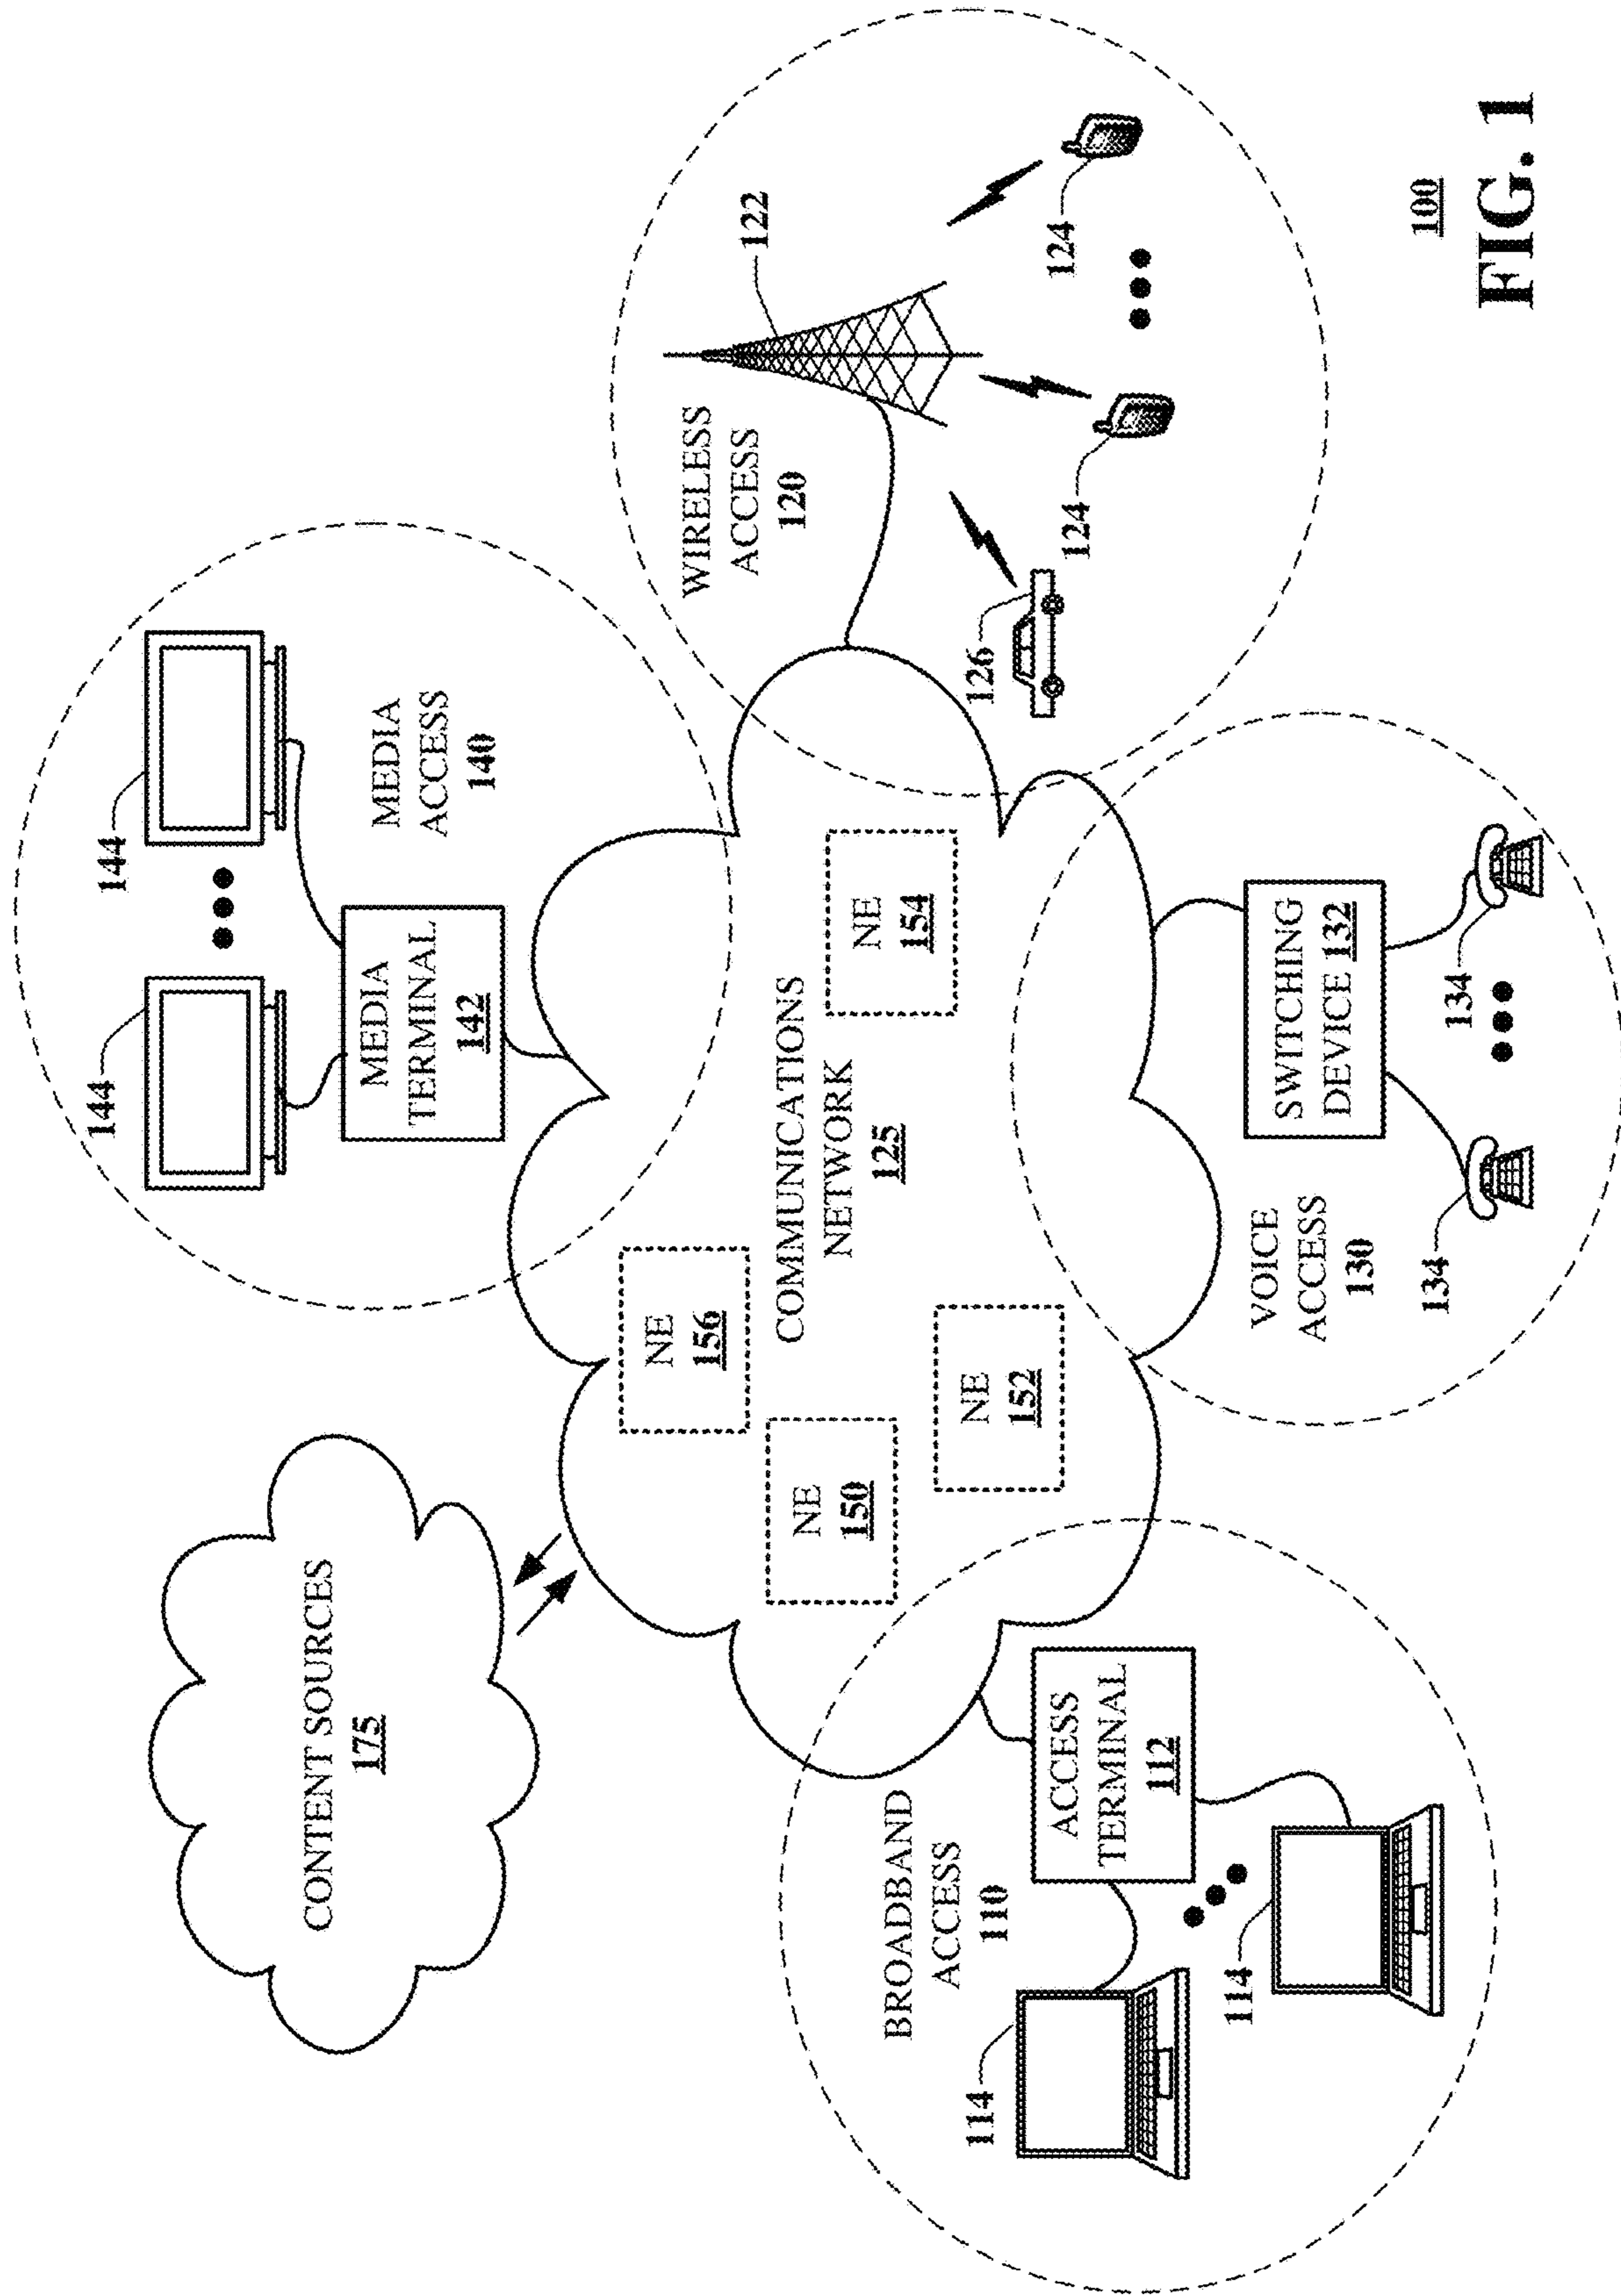 CONTENT SOURCES
175
144
144
MEDIA
TERMINAL
142
MEDIA
ACCESS
140
NE
156
NE
150
NE
152
COMMUNICATIONS
NETWORK
125
NE
154
WIRELESS
ACCESS
120
122
126
124
124
BROADBAND
ACCESS
110
ACCESS
TERMINAL
112
114
114
VOICE
ACCESS
130
SWITCHING
DEVICE 132
134
134
100
FIG. 1